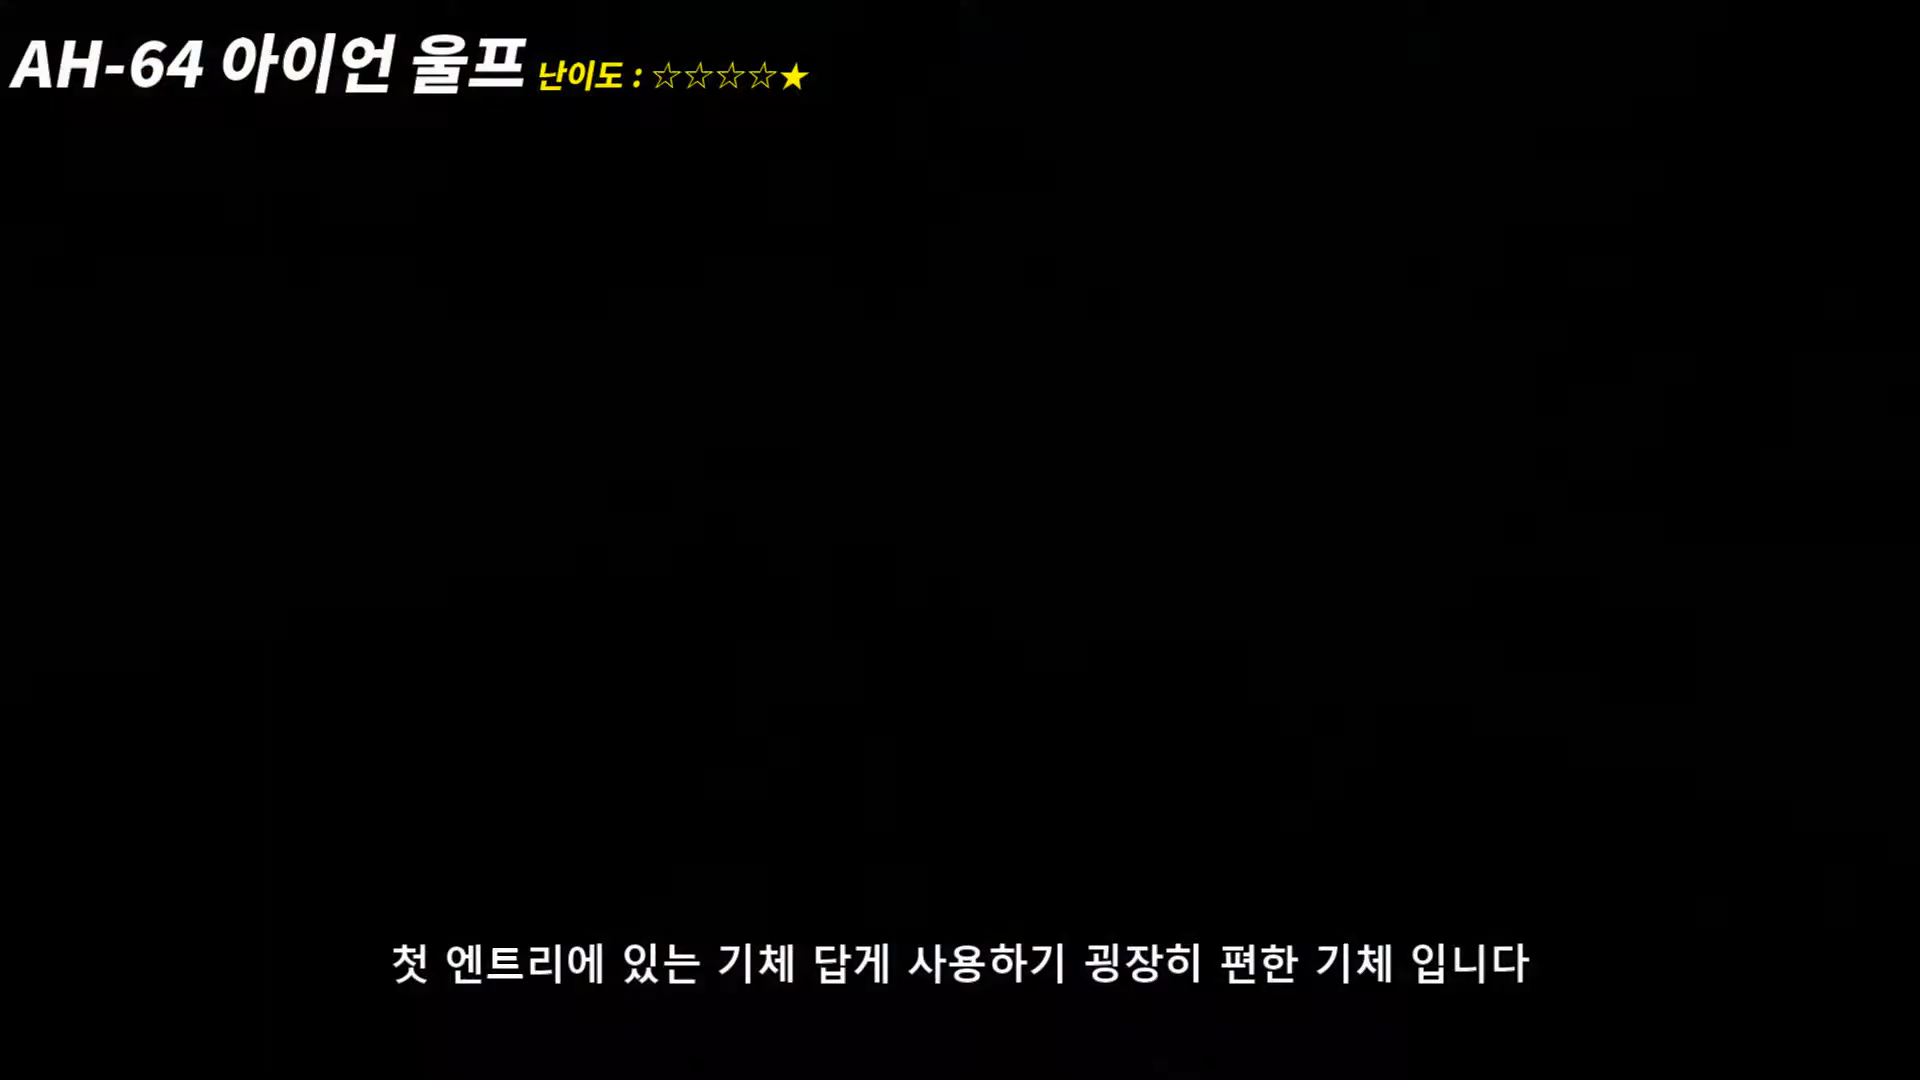 AH-64 아이언 울프 난이도 : ☆☆☆☆★
첫 엔트리에 있는 기체 답게 사용하기 굉장히 편한 기체 입니다